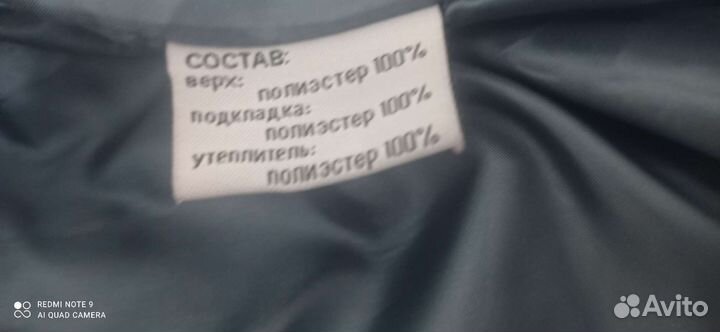 СОСТАВ:
верх:
полиэстер 100%
подкладка:
полиэстер 100%
утеплитель:
полиэстер 100%
REDMI NOTE 9
AI QUAD CAMERA
Avito